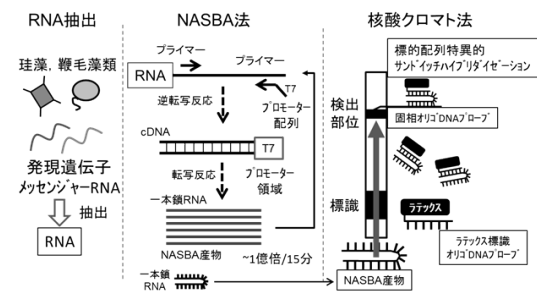 RNA抽出
珪藻，鞭毛藻類
発現遺伝子
メッセンジャーRNA
抽出
RNA
NASBA法
プライマー
プライマー
RNA
T7
逆転写反応
プロモーター
配列
cDNA
T7
転写反応
プロモーター
領域
一本鎖RNA
NASBA産物
~1億倍/15分
一本鎖
RNA
核酸クロマト法
標的配列特異的
サンドイッチハイブリダイゼーション
検出
部位
固相オリゴDNAプローブ
標識
ラテックス
ラテックス標識
オリゴDNAプローブ
NASBA産物